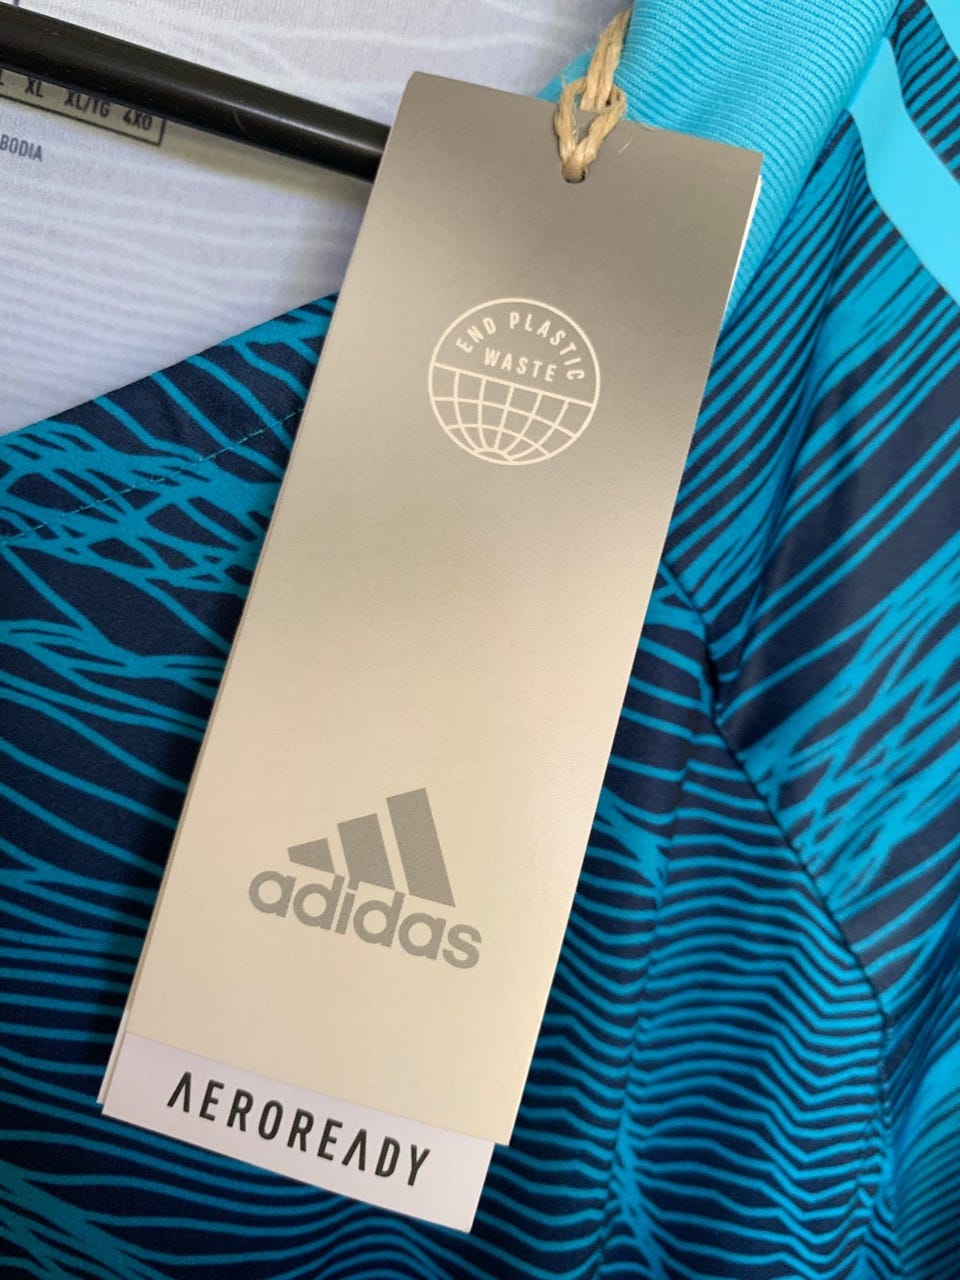 XL XL/TG 4XO
BODIA
END PLASTIC
WASTE
adidas
AEROREADY